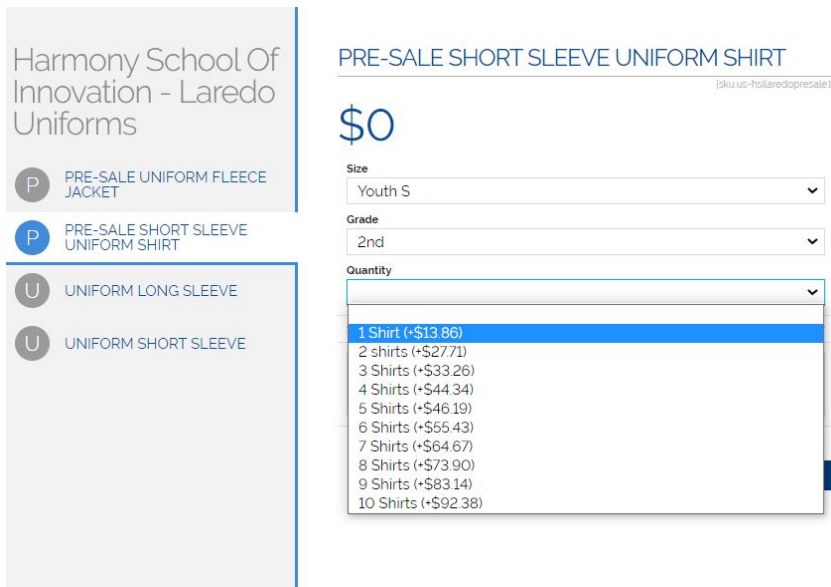 Harmony School Of
Innovation - Laredo
Uniforms
P
PRE-SALE UNIFORM FLEECE
JACKET
P
PRE-SALE SHORT SLEEVE
UNIFORM SHIRT
U
UNIFORM LONG SLEEVE
U
UNIFORM SHORT SLEEVE
PRE-SALE SHORT SLEEVE UNIFORM SHIRT
{sku:us-hsilaredopresale1
$0
Size
Youth S
Grade
2nd
Quantity
1 Shirt (+$13.86)
2 shirts (+$27.71)
3 Shirts (+$33.26)
4 Shirts (+$44.34)
5 Shirts (+$46.19)
6 Shirts (+$55.43)
7 Shirts (+$64.67)
8 Shirts (+$73.90)
9 Shirts (+$83.14)
10 Shirts (+$92.38)